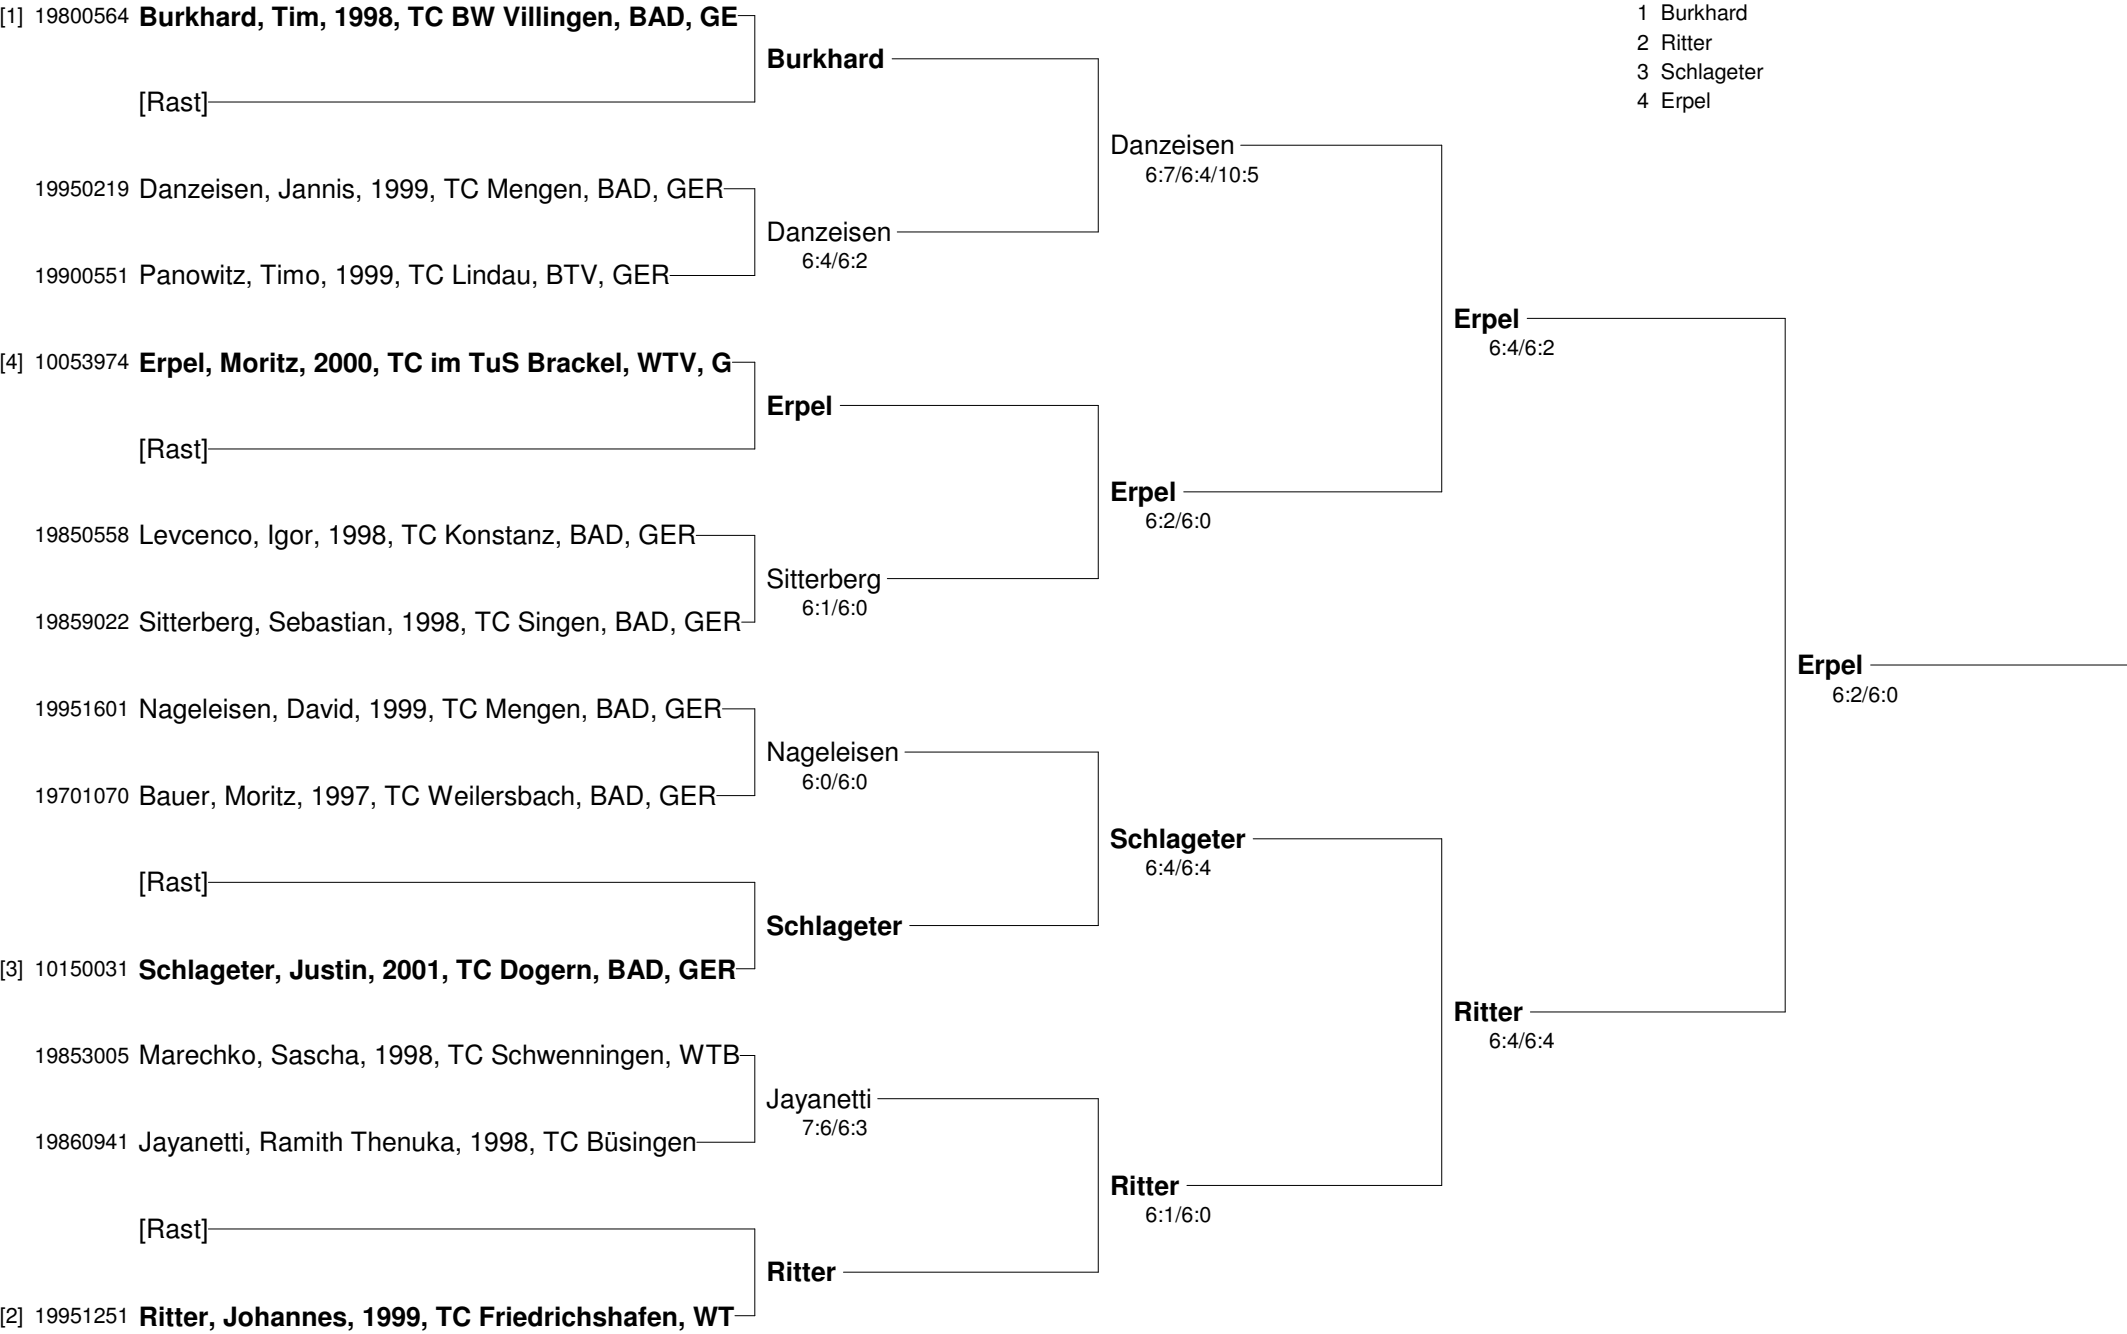 [1] 19800564 Burkhard, Tim, 1998, TC BW Villingen, BAD, GE
[Rast]
19950219 Danzeisen, Jannis, 1999, TC Mengen, BAD, GER
19900551 Panowitz, Timo, 1999, TC Lindau, BTV, GER
[4] 10053974 Erpel, Moritz, 2000, TC im TuS Brackel, WTV, G
[Rast]
19850558 Levcenco, Igor, 1998, TC Konstanz, BAD, GER
19859022 Sitterberg, Sebastian, 1998, TC Singen, BAD, GER
19951601 Nageleisen, David, 1999, TC Mengen, BAD, GER
19701070 Bauer, Moritz, 1997, TC Weilersbach, BAD, GER
[Rast]
[3] 10150031 Schlageter, Justin, 2001, TC Dogern, BAD, GER
19853005 Marechko, Sascha, 1998, TC Schwenningen, WTB
19860941 Jayanetti, Ramith Thenuka, 1998, TC Büsingen
[Rast]
[2] 19951251 Ritter, Johannes, 1999, TC Friedrichshafen, WT
Burkhard
Danzeisen
6:4/6:2
Erpel
Sitterberg
6:1/6:0
Nageleisen
6:0/6:0
Schlageter
Jayanetti
7:6/6:3
Ritter
Danzeisen
6:7/6:4/10:5
Erpel
6:2/6:0
Schlageter
6:4/6:4
Ritter
6:1/6:0
Erpel
6:4/6:2
Ritter
6:4/6:4
Erpel
6:2/6:0
1 Burkhard
2 Ritter
3 Schlageter
4 Erpel